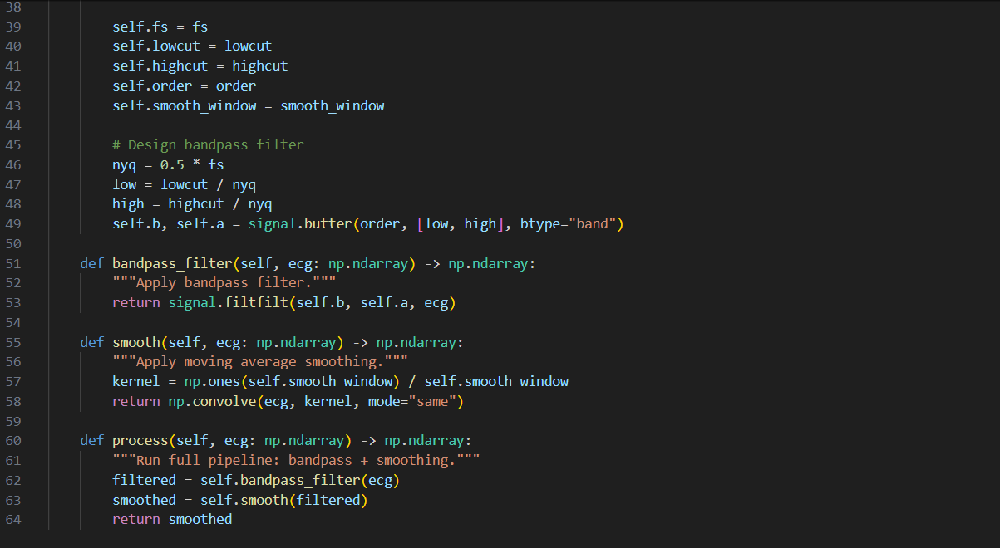 38
39 self.fs = fs
40 self.lowcut = lowcut
41 self.highcut = highcut
42 self.order = order
43 self.smooth_window = smooth_window
44
45 # Design bandpass filter
46 nyq = 0.5 * fs
47 low = lowcut / nyq
48 high = highcut / nyq
49 self.b, self.a = signal.butter(order, [low, high], btype="band")
50
51 def bandpass_filter(self, ecg: np.ndarray) -> np.ndarray:
52 """Apply bandpass filter."""
53 return signal.filtfilt(self.b, self.a, ecg)
54
55 def smooth(self, ecg: np.ndarray) -> np.ndarray:
56 """Apply moving average smoothing."""
57 kernel = np.ones(self.smooth_window) / self.smooth_window
58 return np.convolve(ecg, kernel, mode="same")
59
60 def process(self, ecg: np.ndarray) -> np.ndarray:
61 """Run full pipeline: bandpass + smoothing."""
62 filtered = self.bandpass_filter(ecg)
63 smoothed = self.smooth(filtered)
64 return smoothed